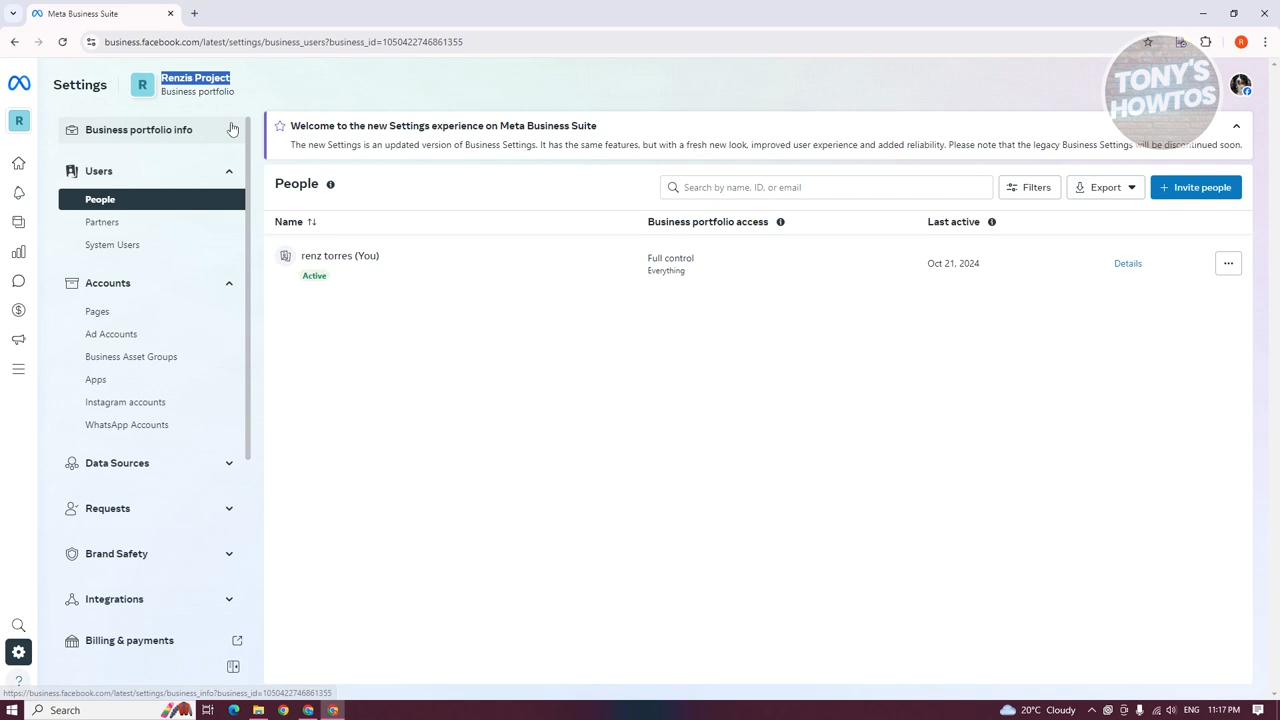 Meta Business Suite
business.facebook.com/latest/settings/business_users?business_id=1050422746861355
R
Settings
R
Renzis Project
Business portfolio
TONY'S
HOWTOS
R
Business portfolio info
Users
People
Partners
System Users
Accounts
Pages
Ad Accounts
Business Asset Groups
Apps
Instagram accounts
WhatsApp Accounts
Data Sources
Requests
Brand Safety
Integrations
Billing & payments
Welcome to the new Settings experience on Meta Business Suite
The new Settings is an updated version of Business Settings. It has the same features, but with a fresh new look, improved user experience and added reliability. Please note that the legacy Business Settings will be discontinued soon.
People
Search by name, ID, or email
Filters
Export
+ Invite people
Name
Business portfolio access
Last active
renz torres (You)
Active
Full control
Everything
Oct 21, 2024
Details
...
?
https://business.facebook.com/latest/settings/business_info?business_id=1050422746861355
Search
20°C Cloudy
ENG
11:17 PM